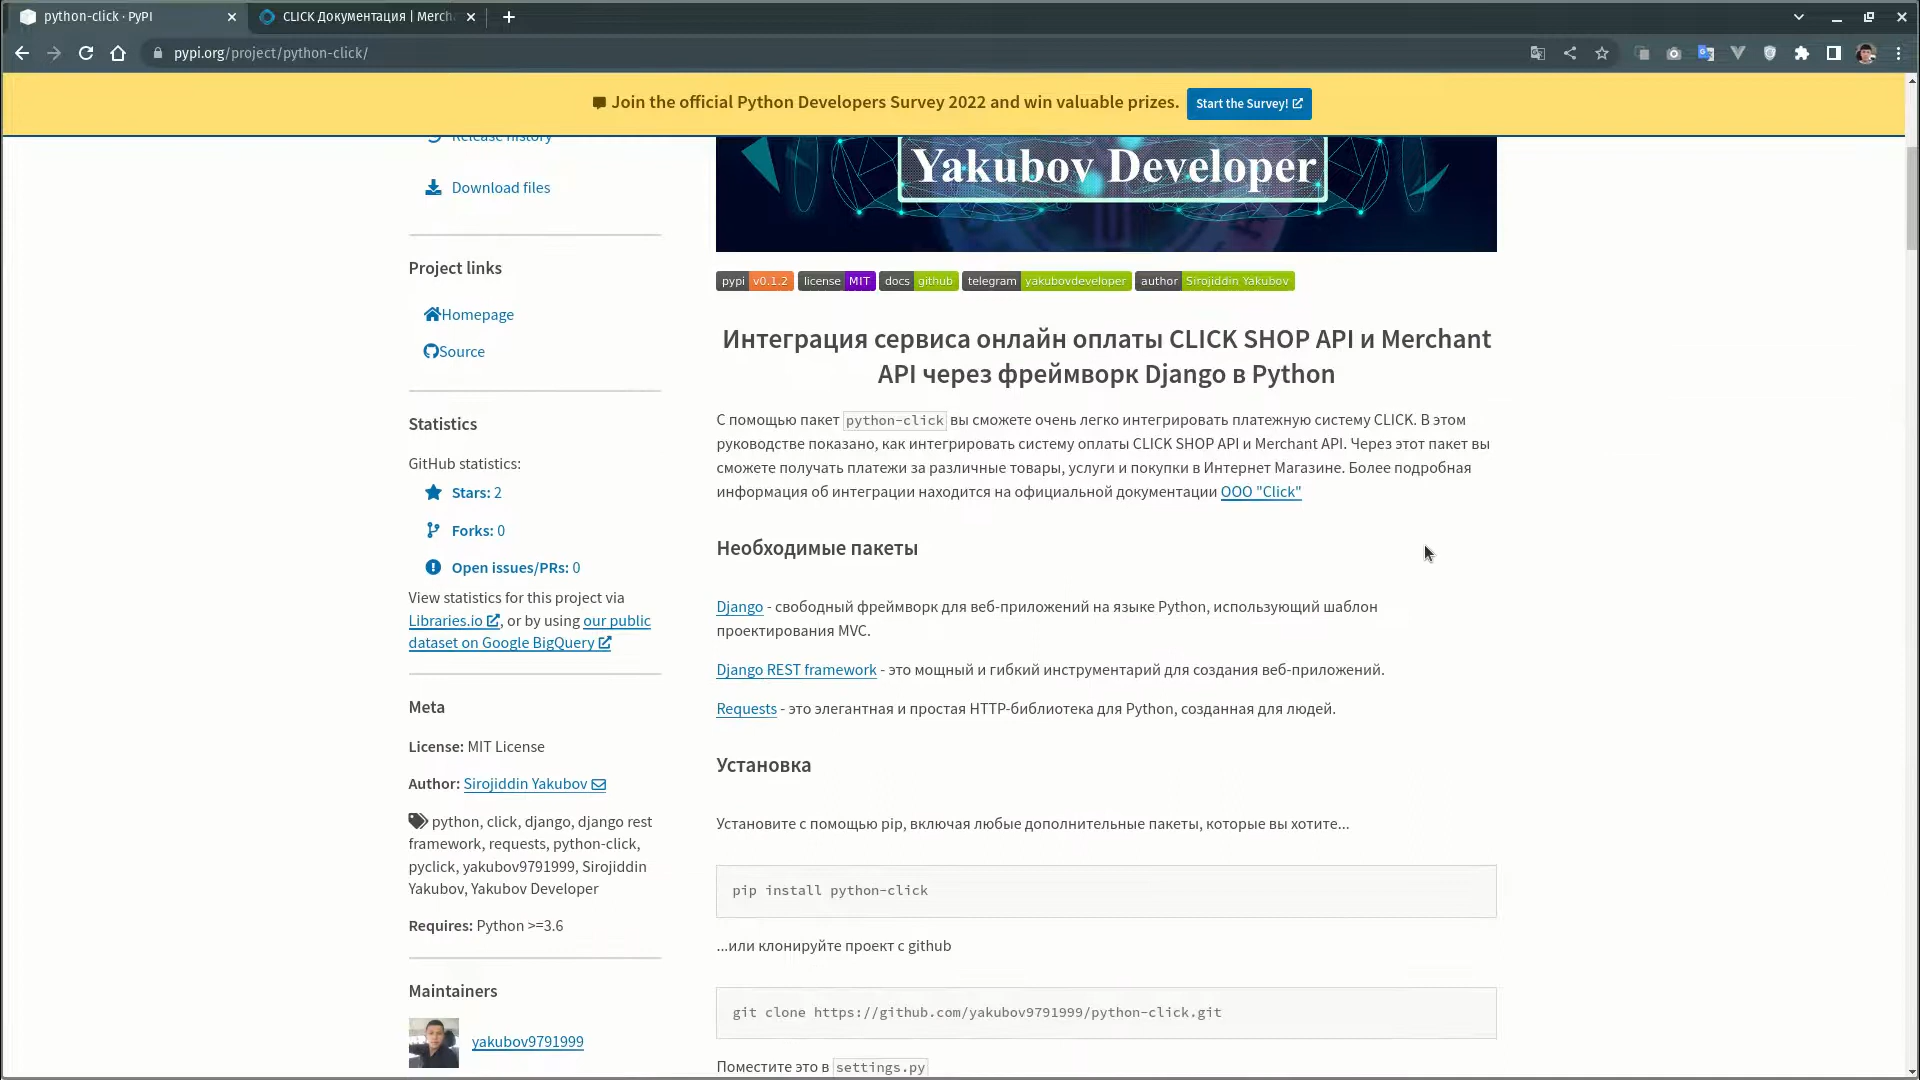 python-click · PyPI
CLICK Документация | Merch
pypi.org/project/python-click/
Join the official Python Developers Survey 2022 and win valuable prizes. Start the Survey!
Release history
Download files
Project links
Homepage
Source
Statistics
GitHub statistics:
Stars: 2
Forks: 0
Open issues/PRs: 0
View statistics for this project via
Libraries.io, or by using our public
dataset on Google BigQuery
Meta
License: MIT License
Author: Sirojiddin Yakubov
python, click, django, django rest
framework, requests, python-click,
pyclick, yakubov9791999, Sirojiddin
Yakubov, Yakubov Developer
Requires: Python >=3.6
Maintainers
yakubov9791999
Yakubov Developer
pypi v0.1.2 license MIT docs github telegram yakubovdeveloper author Sirojiddin Yakubov
Интеграция сервиса онлайн оплаты CLICK SHOP API и Merchant
API через фреймворк Django в Python
С помощью пакет python-click вы сможете очень легко интегрировать платежную систему CLICK. В этом
руководстве показано, как интегрировать систему оплаты CLICK SHOP API и Merchant API. Через этот пакет вы
сможете получать платежи за различные товары, услуги и покупки в Интернет Магазине. Более подробная
информация об интеграции находится на официальной документации ООО "Click"
Необходимые пакеты
Django - свободный фреймворк для веб-приложений на языке Python, использующий шаблон
проектирования MVC.
Django REST framework - это мощный и гибкий инструментарий для создания веб-приложений.
Requests - это элегантная и простая HTTP-библиотека для Python, созданная для людей.
Установка
Установите с помощью pip, включая любые дополнительные пакеты, которые вы хотите...
pip install python-click
...или клонируйте проект с github
git clone https://github.com/yakubov9791999/python-click.git
Поместите это в settings.py